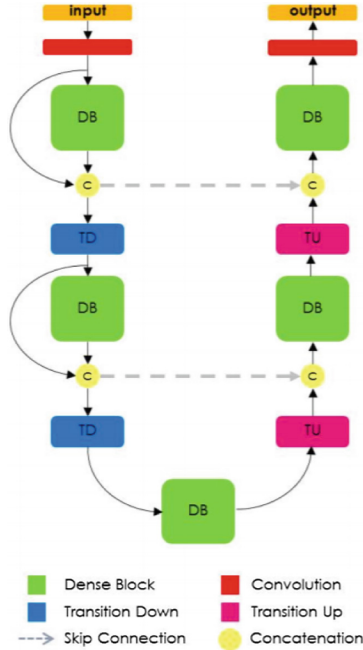 input
output
DB
DB
C
C
TD
TU
DB
DB
C
C
TD
TU
DB
Dense Block
Convolution
Transition Down
Transition Up
Skip Connection
Concatenation